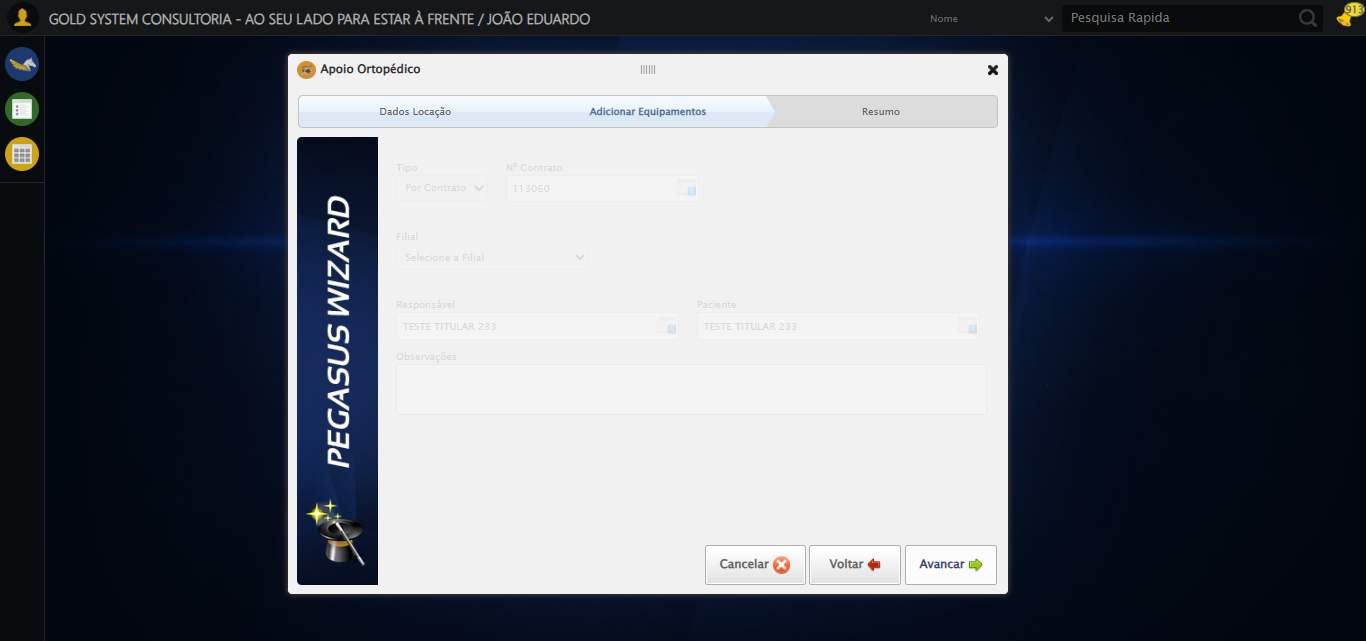 GOLD SYSTEM CONSULTORIA - AO SEU LADO PARA ESTAR À FRENTE / JOÃO EDUARDO
Nome
Pesquisa Rapida
913
Apoio Ortopédico
Dados Locação
Adicionar Equipamentos
Resumo
PEGASUS WIZARD
Tipo
Nº Contrato
Por Contrato
113060
Filial
Selecione a Filial
Responsável
Paciente
TESTE TITULAR 233
TESTE TITULAR 233
Observações
Cancelar
Voltar
Avancar